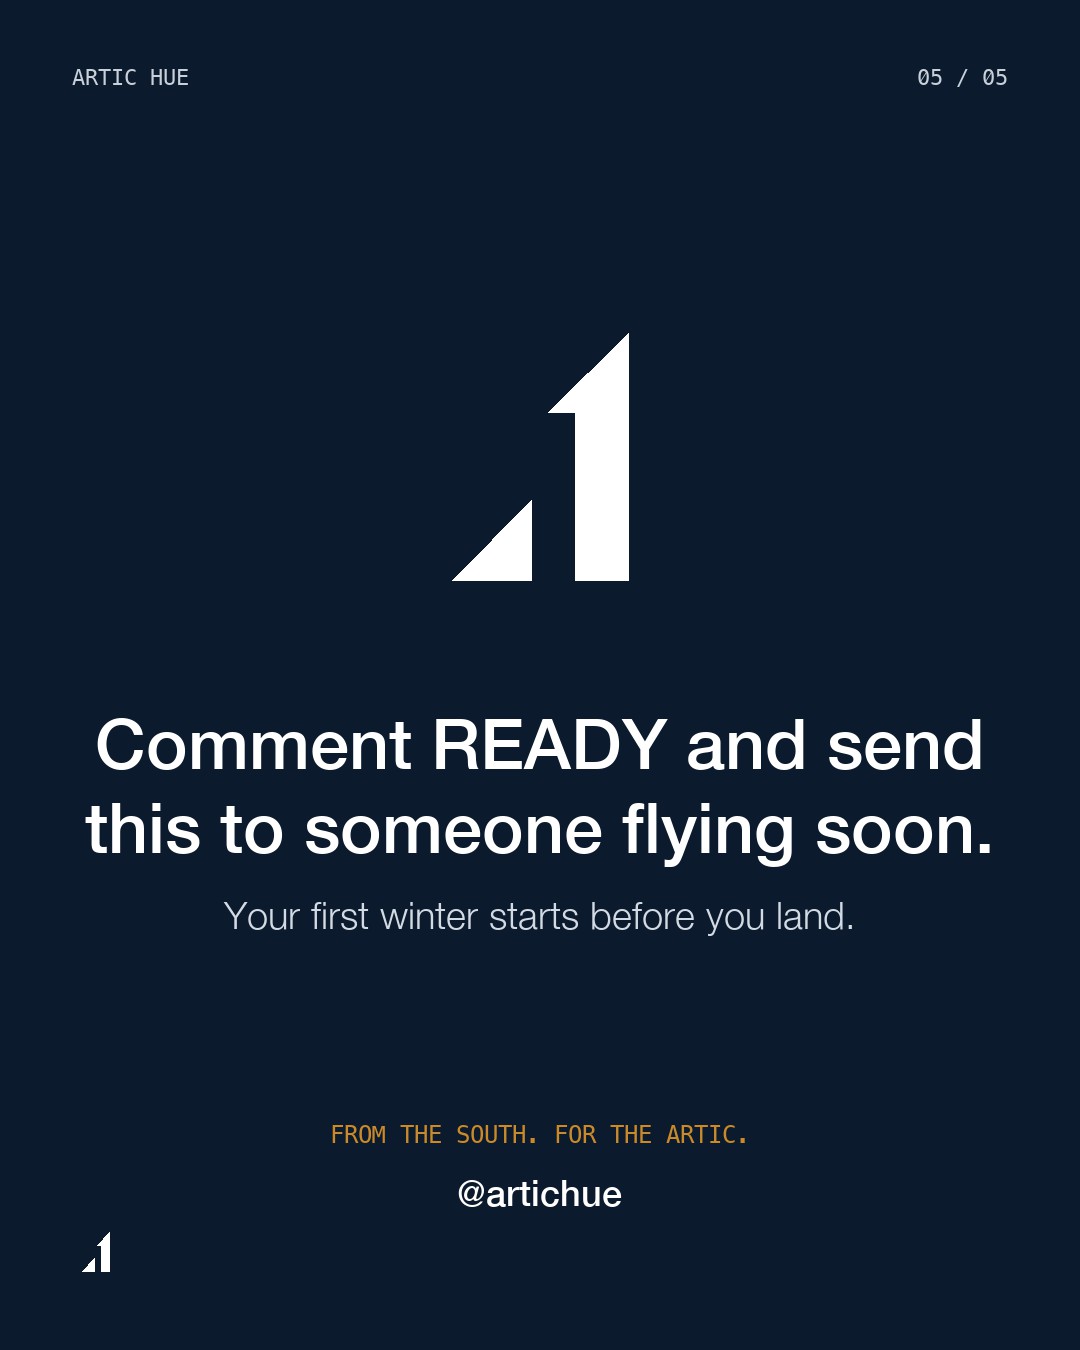 ARTIC HUE
05 / 05
Comment READY and send
this to someone flying soon.
Your first winter starts before you land.
FROM THE SOUTH. FOR THE ARTIC.
@artichue